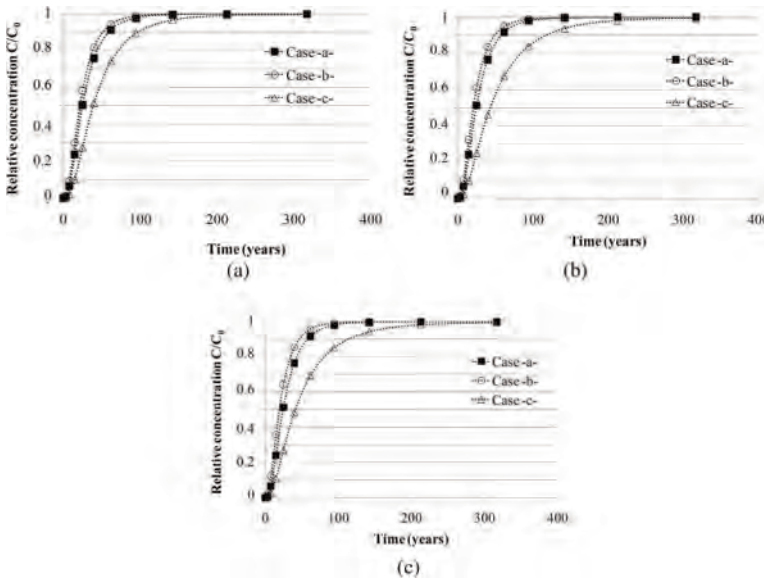 Relative concentration C/C₀
1
0.8
0.6
0.4
0.2
0
Case-a-
Case-b-
Case-c-
0 100 200 300 400
Time (years)
(a)
Relative concentration C/C₀
1
0.8
0.6
0.4
0.2
0
Case-a-
Case-b-
Case-c-
0 100 200 300 400
Time (years)
(b)
Relative concentration C/C₀
1
0.8
0.6
0.4
0.2
0
Case-a-
Case-b-
Case-c-
0 100 200 300 400
Time (years)
(c)